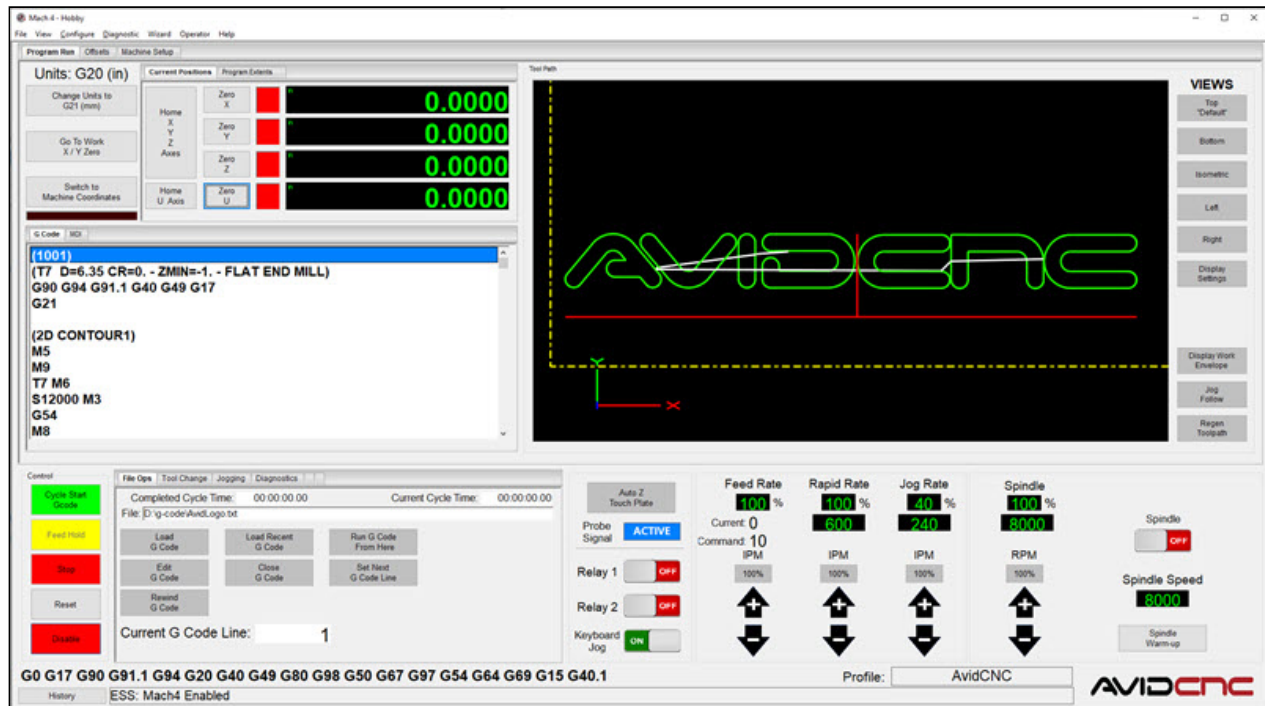 Mach 4 - Hobby
File View Configure Diagnostic Wizard Operator Help
Program Run Offsets Machine Setup
Units: G20 (in)
Change Units to
G21 (mm)
Go To Work
X / Y Zero
Switch to
Machine Coordinates
Current Positions Program Extents
Home
X
Y
Z
Axes
Zero
X
0.0000
Zero
Y
0.0000
Zero
Z
0.0000
Home
U Axis
Zero
U
0.0000
G Code MDI
(1001)
(T7 D=6.35 CR=0. - ZMIN=-1. - FLAT END MILL)
G90 G94 G91.1 G40 G49 G17
G21
(2D CONTOUR1)
M5
M9
T7 M6
S12000 M3
G54
M8
Tool Path
AVIDCNC
Y
X
VIEWS
Top
"Default"
Bottom
Isometric
Left
Right
Display
Settings
Display Work
Envelope
Jog
Follow
Regen
Toolpath
Control
Cycle Start
Gcode
Feed Hold
Stop
Reset
Disable
File Ops Tool Change Jogging Diagnostics
Completed Cycle Time: 00:00:00.00 Current Cycle Time: 00:00:00.00
File: D:\g-code\AvidLogo.txt
Load
G Code
Load Recent
G Code
Run G Code
From Here
Edit
G Code
Close
G Code
Set Next
G Code Line
Rewind
G Code
Current G Code Line: 1
Auto Z
Touch Plate
Probe
Signal
ACTIVE
Relay 1 OFF
Relay 2 OFF
Keyboard
Jog
ON
Feed Rate
100 %
Current: 0
Command: 10
IPM
100%
Rapid Rate
100 %
600
IPM
100%
Jog Rate
40 %
240
IPM
100%
Spindle
100 %
8000
RPM
100%
Spindle
OFF
Spindle Speed
8000
Spindle
Warm-up
G0 G17 G90 G91.1 G94 G20 G40 G49 G80 G98 G50 G67 G97 G54 G64 G69 G15 G40.1
Profile: AvidCNC
History ESS: Mach4 Enabled
AVIDCNC